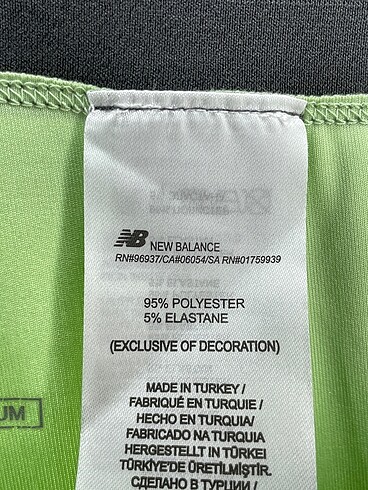 NB NEW BALANCE
RN#96937/CA#06054/SA RN#01759939
95% POLYESTER
5% ELASTANE
(EXCLUSIVE OF DECORATION)
MADE IN TURKEY /
FABRIQUÉ EN TURQUIE /
HECHO EN TURQUIA/
FABRICADO NA TURQUIA
HERGESTELLT IN TÜRKEI
TÜRKİYE'DE ÜRETİLMİŞTİR.
СДЕЛАНО В ТУРЦИИ /
UM